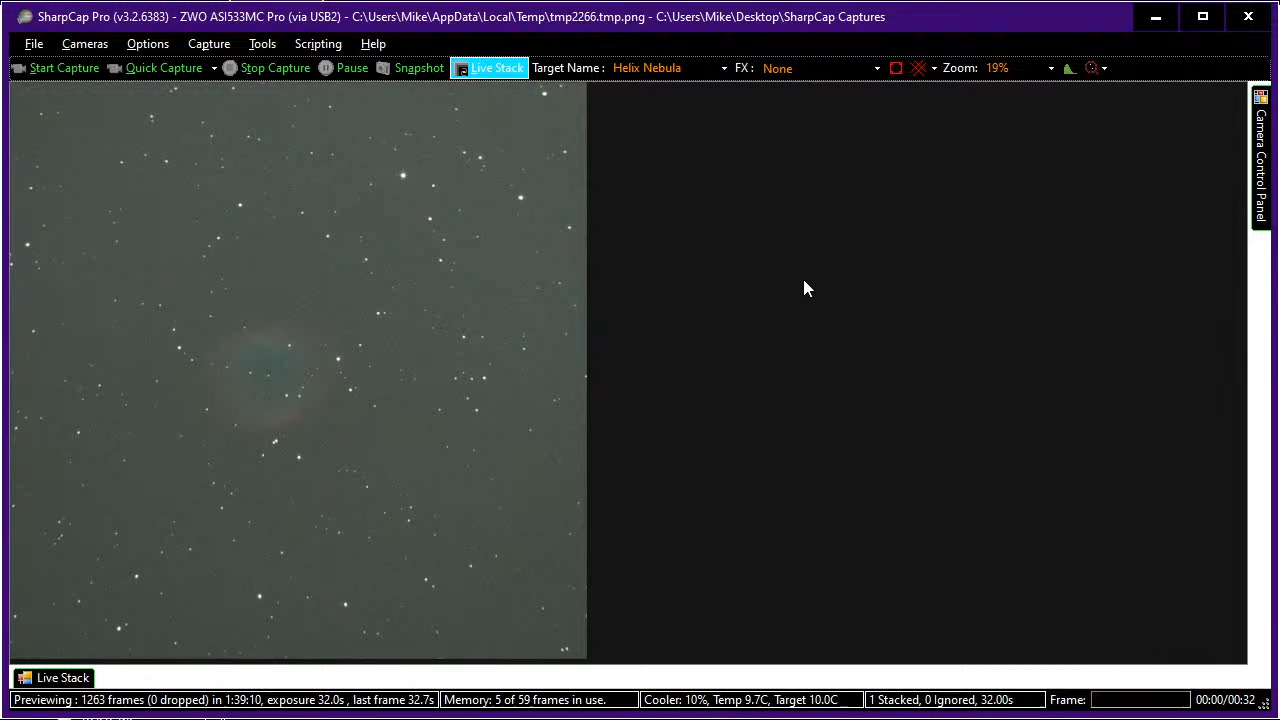 SharpCap Pro (v3.2.6383) - ZWO ASI533MC Pro (via USB2) - C:\Users\Mike\AppData\Local\Temp\tmp2266.tmp.png - C:\Users\Mike\Desktop\SharpCap Captures
File Cameras Options Capture Tools Scripting Help
Start Capture Quick Capture Stop Capture Pause Snapshot Live Stack Target Name : Helix Nebula FX : None Zoom: 19%
Camera Control Panel
Live Stack
Previewing : 1263 frames (0 dropped) in 1:39:10, exposure 32.0s , last frame 32.7s Memory: 5 of 59 frames in use. Cooler: 10%, Temp 9.7C, Target 10.0C 1 Stacked, 0 Ignored, 32.00s Frame: 00:00/00:32